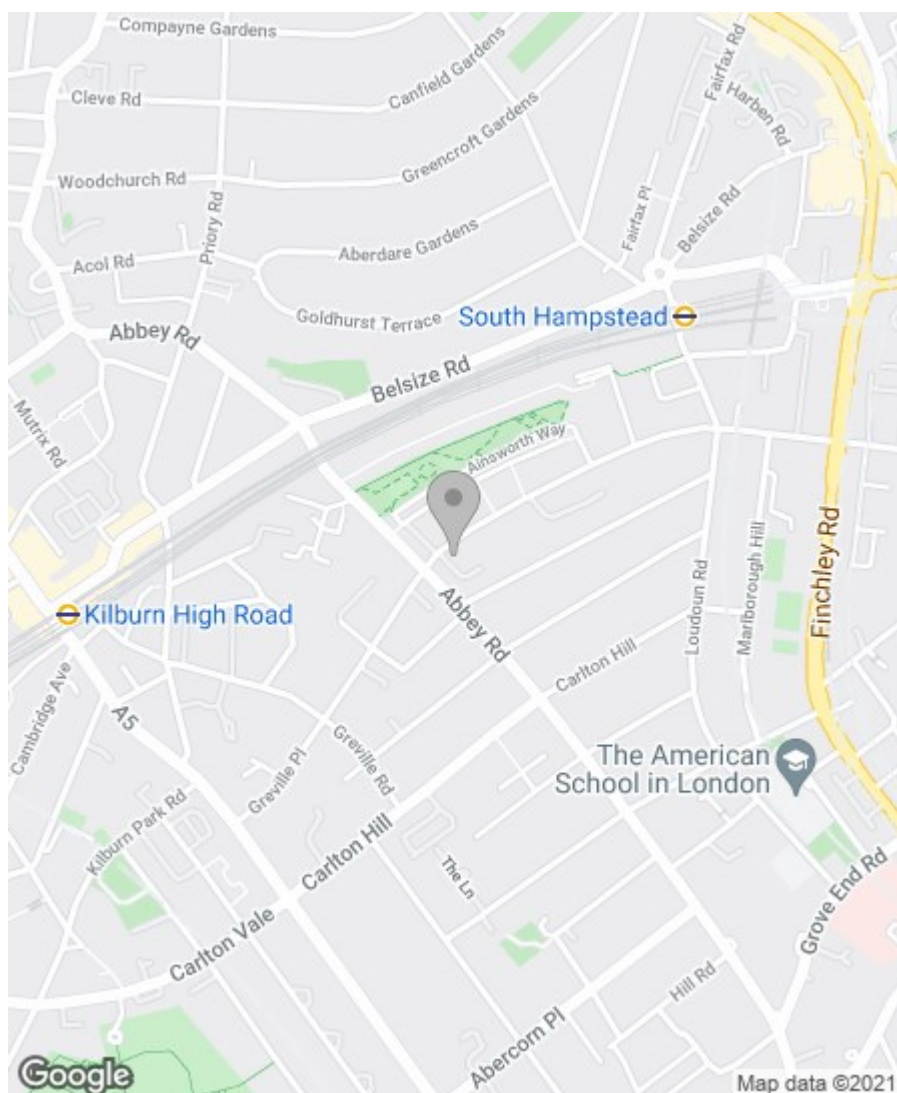 Compayne Gardens
Cleve Rd
Canfield Gardens
Fairfax Rd
Harben Rd
Greencroft Gardens
Woodchurch Rd
Priory Rd
Fairfax Pl
Belsize Rd
Aberdare Gardens
Acol Rd
Goldhurst Terrace
South Hampstead
Abbey Rd
Belsize Rd
Mutrix Rd
Ainsworth Way
Finchley Rd
Marlborough Hill
Loudoun Rd
Kilburn High Road
Abbey Rd
Carlton Hill
Cambridge Ave
A5
Greville Pl
Greville Rd
The American
School in London
Kilburn Park Rd
Carlton Hill
The Ln
Grove End Rd
Carlton Vale
Hill Rd
Abercorn Pl
Google
Map data ©2021